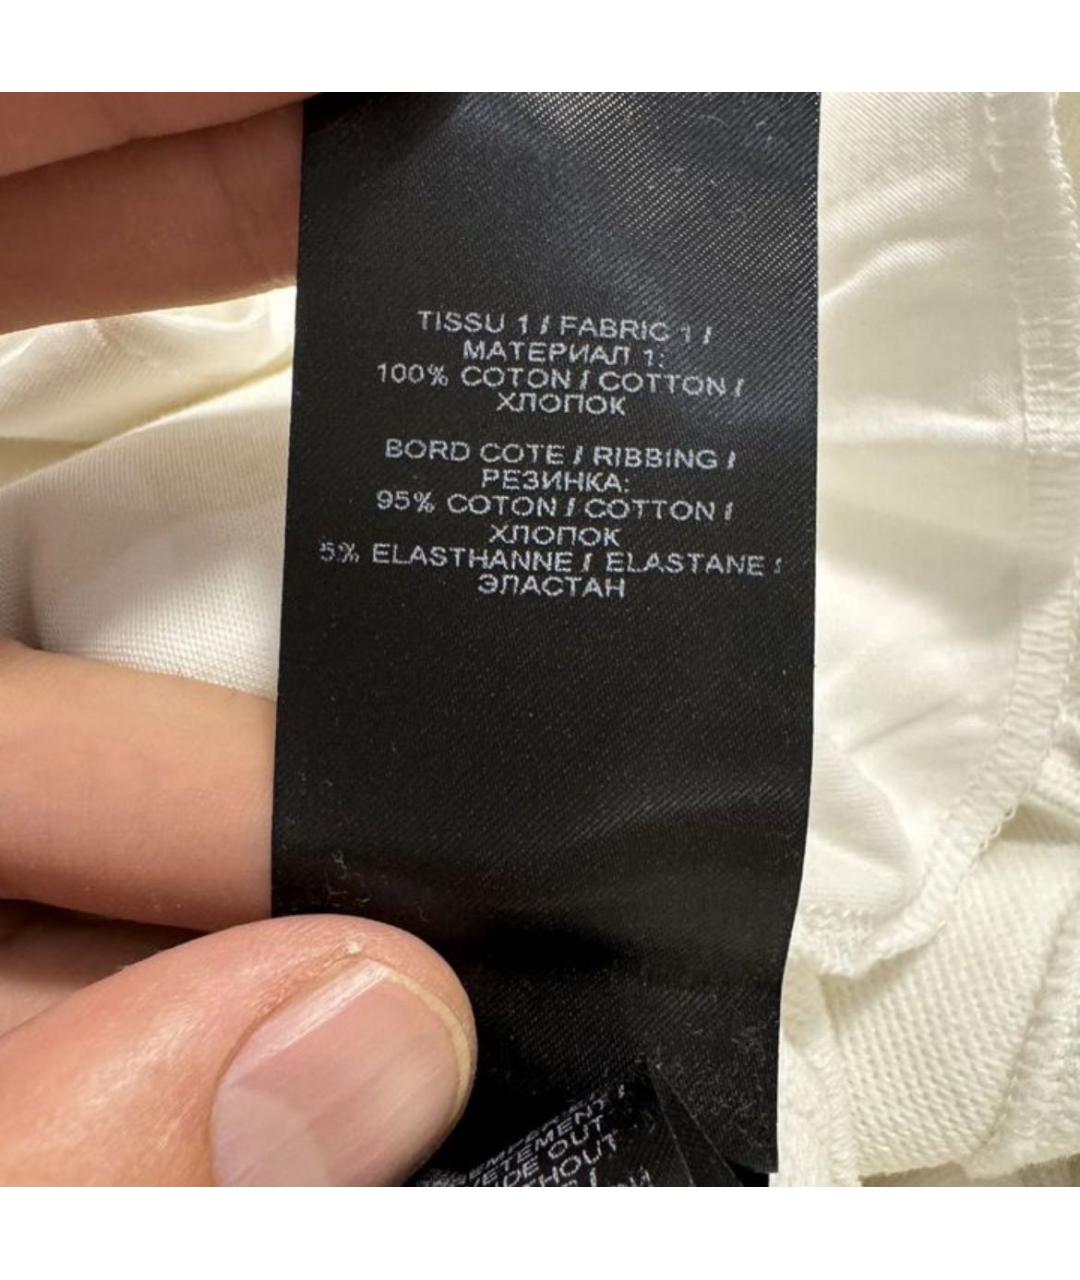 TISSU 1 / FABRIC 1 /
МАТЕРИАЛ 1:
100% COTON / COTTON /
ХЛОПОК
BORD COTE / RIBBING /
РЕЗИНКА:
95% COTON / COTTON /
ХЛОПОК
5% ELASTHANNE / ELASTANE /
ЭЛАСТАН
OUT